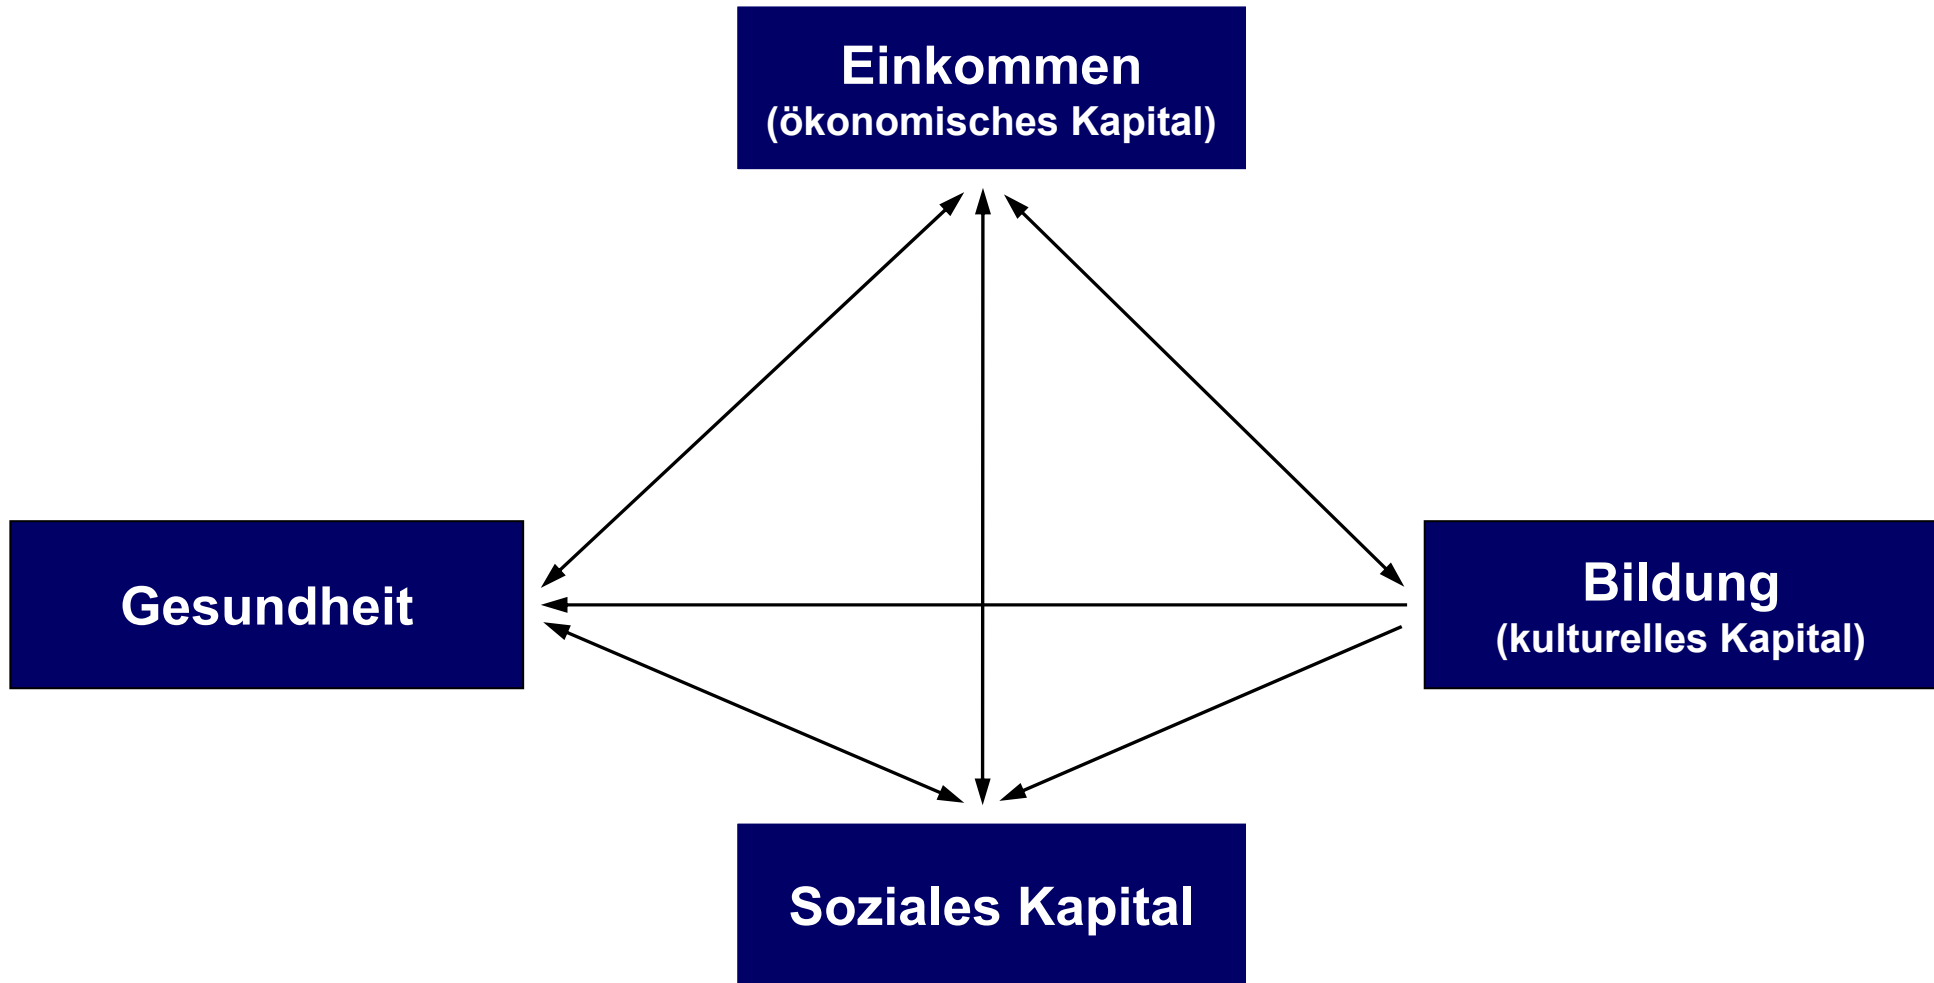 Einkommen
(ökonomisches Kapital)
Gesundheit
Bildung
(kulturelles Kapital)
Soziales Kapital